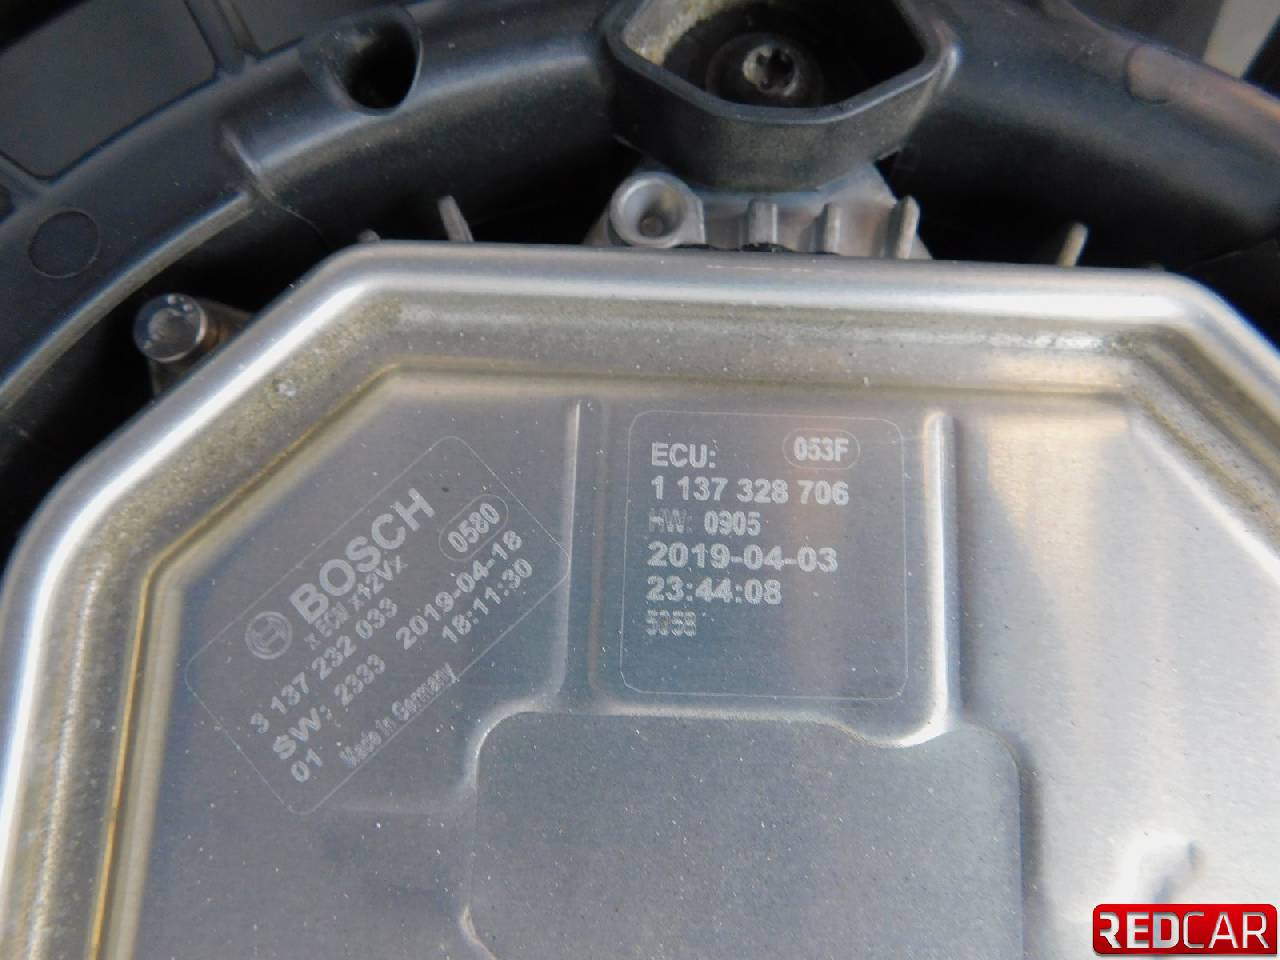 BOSCH
0580
3 137 232 033
SW: 2333 2019-04-18
01 18:11:30
Made in Germany
ECU: 053F
1 137 328 706
HW: 0905
2019-04-03
23:44:08
REDCAR